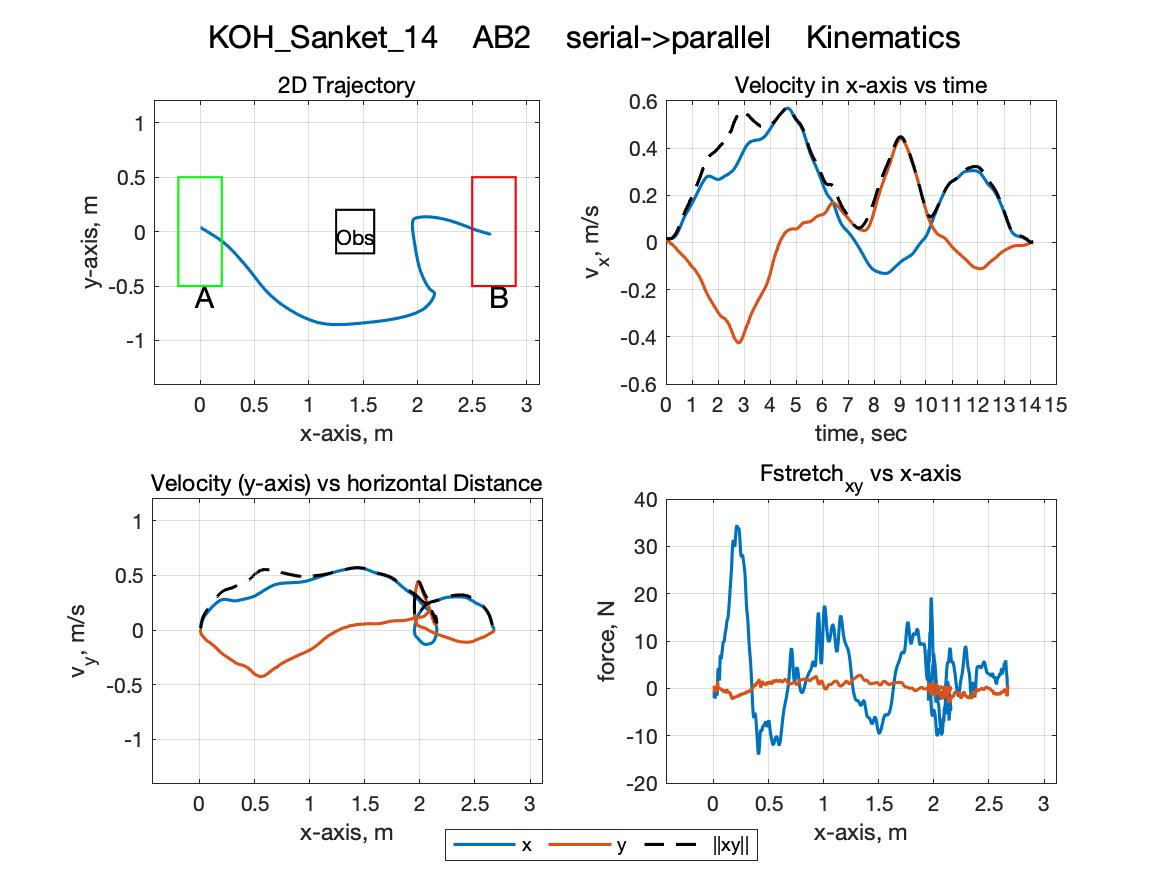 KOH_Sanket_14 AB2 serial->parallel Kinematics
2D Trajectory
1
0.5
0
-0.5
-1
y-axis, m
A
Obs
B
0 0.5 1 1.5 2 2.5 3
x-axis, m
Velocity in x-axis vs time
0.6
0.4
0.2
0
-0.2
-0.4
-0.6
v_x, m/s
0 1 2 3 4 5 6 7 8 9 10 11 12 13 14 15
time, sec
Velocity (y-axis) vs horizontal Distance
1
0.5
0
-0.5
-1
v_y, m/s
0 0.5 1 1.5 2 2.5 3
x-axis, m
Fstretch_xy vs x-axis
40
30
20
10
0
-10
-20
force, N
0 0.5 1 1.5 2 2.5 3
x-axis, m
x y ||xy||